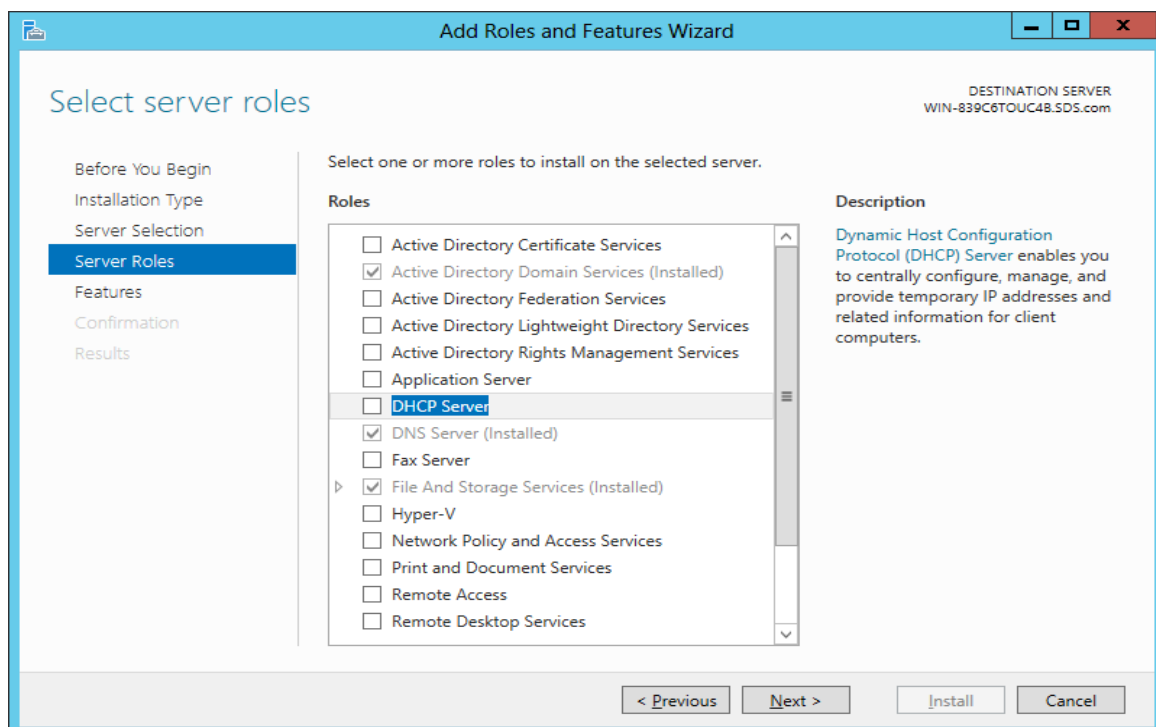 Add Roles and Features Wizard
Select server roles
DESTINATION SERVER
WIN-839C6TOUC4B.SDS.com
Before You Begin
Installation Type
Server Selection
Server Roles
Features
Confirmation
Results
Select one or more roles to install on the selected server.
Roles
Active Directory Certificate Services
Active Directory Domain Services (Installed)
Active Directory Federation Services
Active Directory Lightweight Directory Services
Active Directory Rights Management Services
Application Server
DHCP Server
DNS Server (Installed)
Fax Server
File And Storage Services (Installed)
Hyper-V
Network Policy and Access Services
Print and Document Services
Remote Access
Remote Desktop Services
Description
Dynamic Host Configuration
Protocol (DHCP) Server enables you
to centrally configure, manage, and
provide temporary IP addresses and
related information for client
computers.
< Previous
Next >
Install
Cancel